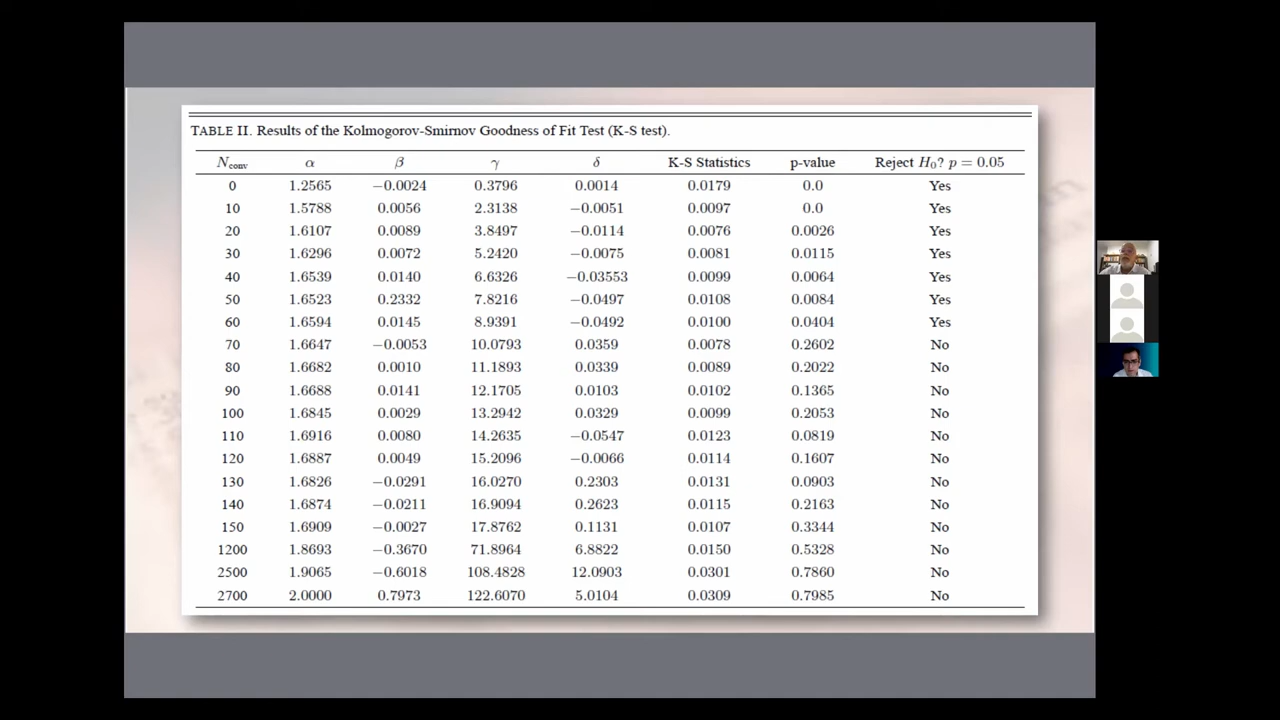 TABLE II. Results of the Kolmogorov-Smirnov Goodness of Fit Test (K-S test).
Nconv α β γ δ K-S Statistics p-value Reject H0? p = 0.05
0 1.2565 −0.0024 0.3796 0.0014 0.0179 0.0 Yes
10 1.5788 0.0056 2.3138 −0.0051 0.0097 0.0 Yes
20 1.6107 0.0089 3.8497 −0.0114 0.0076 0.0026 Yes
30 1.6296 0.0072 5.2420 −0.0075 0.0081 0.0115 Yes
40 1.6539 0.0140 6.6326 −0.03553 0.0099 0.0064 Yes
50 1.6523 0.2332 7.8216 −0.0497 0.0108 0.0084 Yes
60 1.6594 0.0145 8.9391 −0.0492 0.0100 0.0404 Yes
70 1.6647 −0.0053 10.0793 0.0359 0.0078 0.2602 No
80 1.6682 0.0010 11.1893 0.0339 0.0089 0.2022 No
90 1.6688 0.0141 12.1705 0.0103 0.0102 0.1365 No
100 1.6845 0.0029 13.2942 0.0329 0.0099 0.2053 No
110 1.6916 0.0080 14.2635 −0.0547 0.0123 0.0819 No
120 1.6887 0.0049 15.2096 −0.0066 0.0114 0.1607 No
130 1.6826 −0.0291 16.0270 0.2303 0.0131 0.0903 No
140 1.6874 −0.0211 16.9094 0.2623 0.0115 0.2163 No
150 1.6909 −0.0027 17.8762 0.1131 0.0107 0.3344 No
1200 1.8693 −0.3670 71.8964 6.8822 0.0150 0.5328 No
2500 1.9065 −0.6018 108.4828 12.0903 0.0301 0.7860 No
2700 2.0000 0.7973 122.6070 5.0104 0.0309 0.7985 No